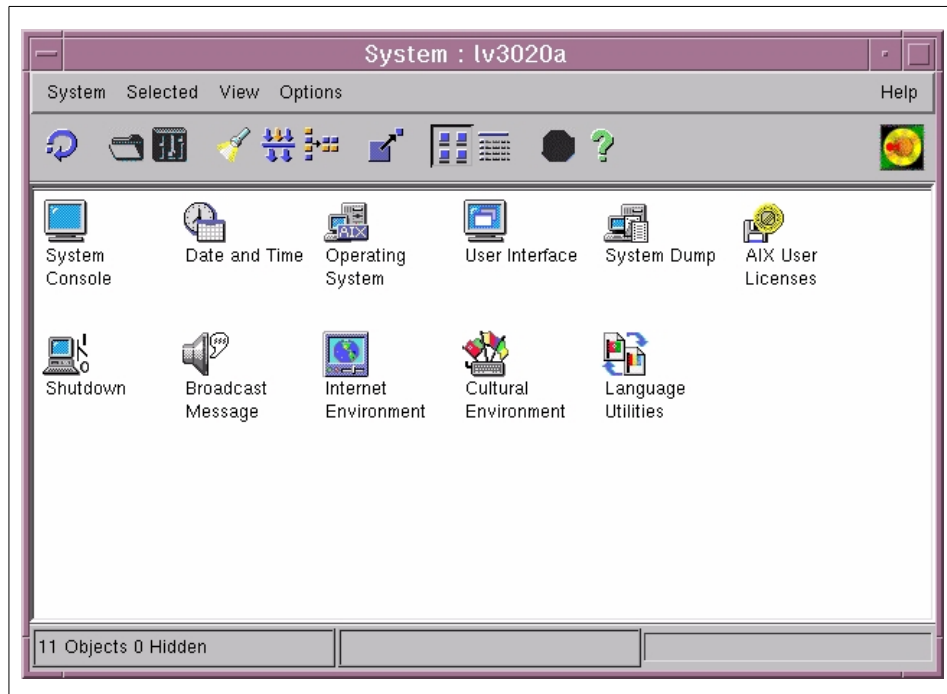 System : lv3020a
System Selected View Options Help
System
Console
Date and Time
Operating
System
User Interface
System Dump
AIX User
Licenses
AIX
Shutdown
Broadcast
Message
Internet
Environment
Cultural
Environment
Language
Utilities
11 Objects 0 Hidden